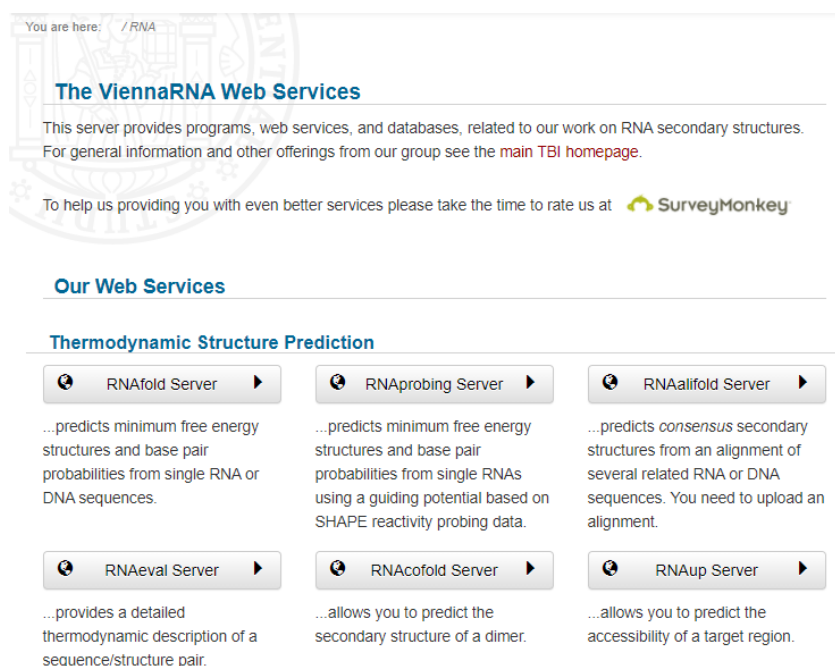 You are here: / RNA
The ViennaRNA Web Services
This server provides programs, web services, and databases, related to our work on RNA secondary structures.
For general information and other offerings from our group see the main TBI homepage.
To help us providing you with even better services please take the time to rate us at SurveyMonkey
Our Web Services
Thermodynamic Structure Prediction
RNAfold Server
...predicts minimum free energy
structures and base pair
probabilities from single RNA or
DNA sequences.
RNAprobing Server
...predicts minimum free energy
structures and base pair
probabilities from single RNAs
using a guiding potential based on
SHAPE reactivity probing data.
RNAalifold Server
...predicts consensus secondary
structures from an alignment of
several related RNA or DNA
sequences. You need to upload an
alignment.
RNAeval Server
...provides a detailed
thermodynamic description of a
sequence/structure pair.
RNAcofold Server
...allows you to predict the
secondary structure of a dimer.
RNAup Server
...allows you to predict the
accessibility of a target region.